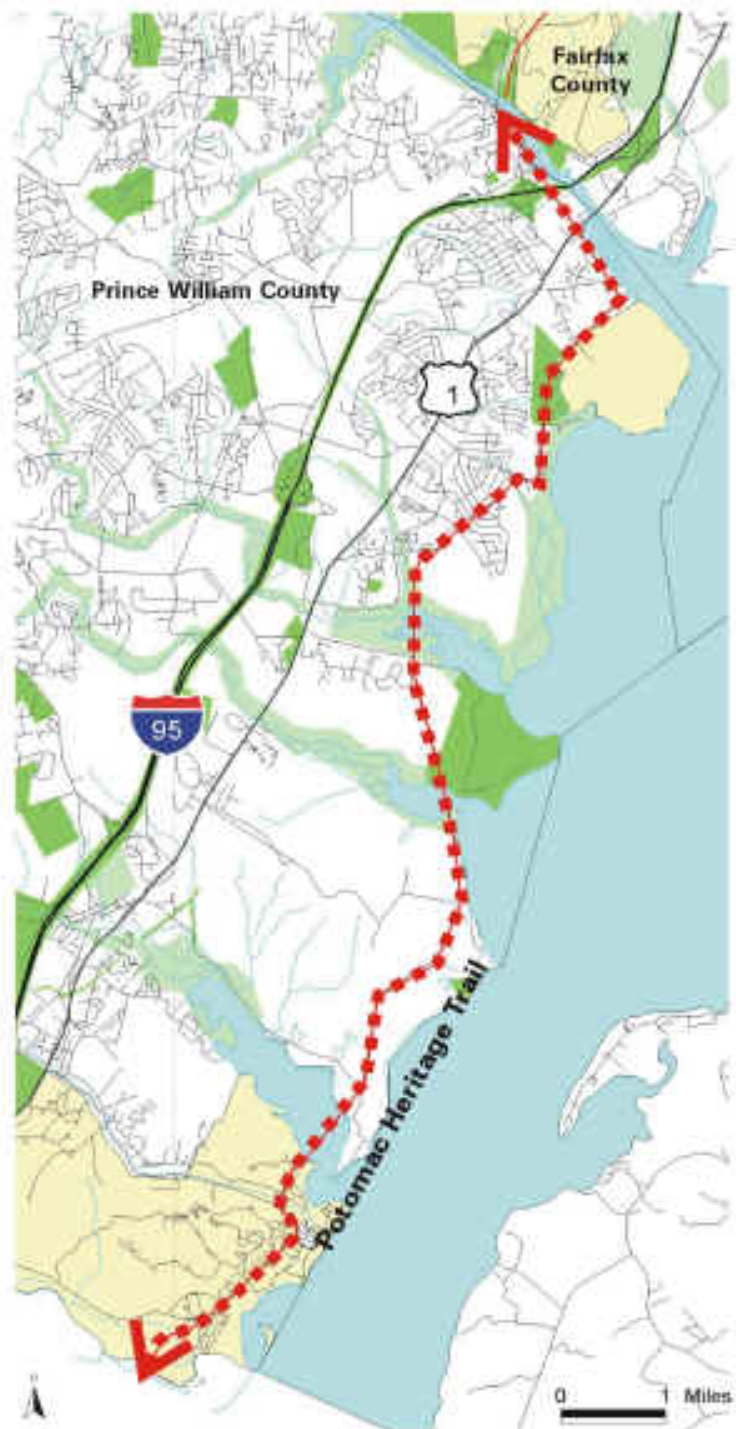 Fairfax
County
Prince William County
1
95
Potomac Heritage Trail
0 1 Miles